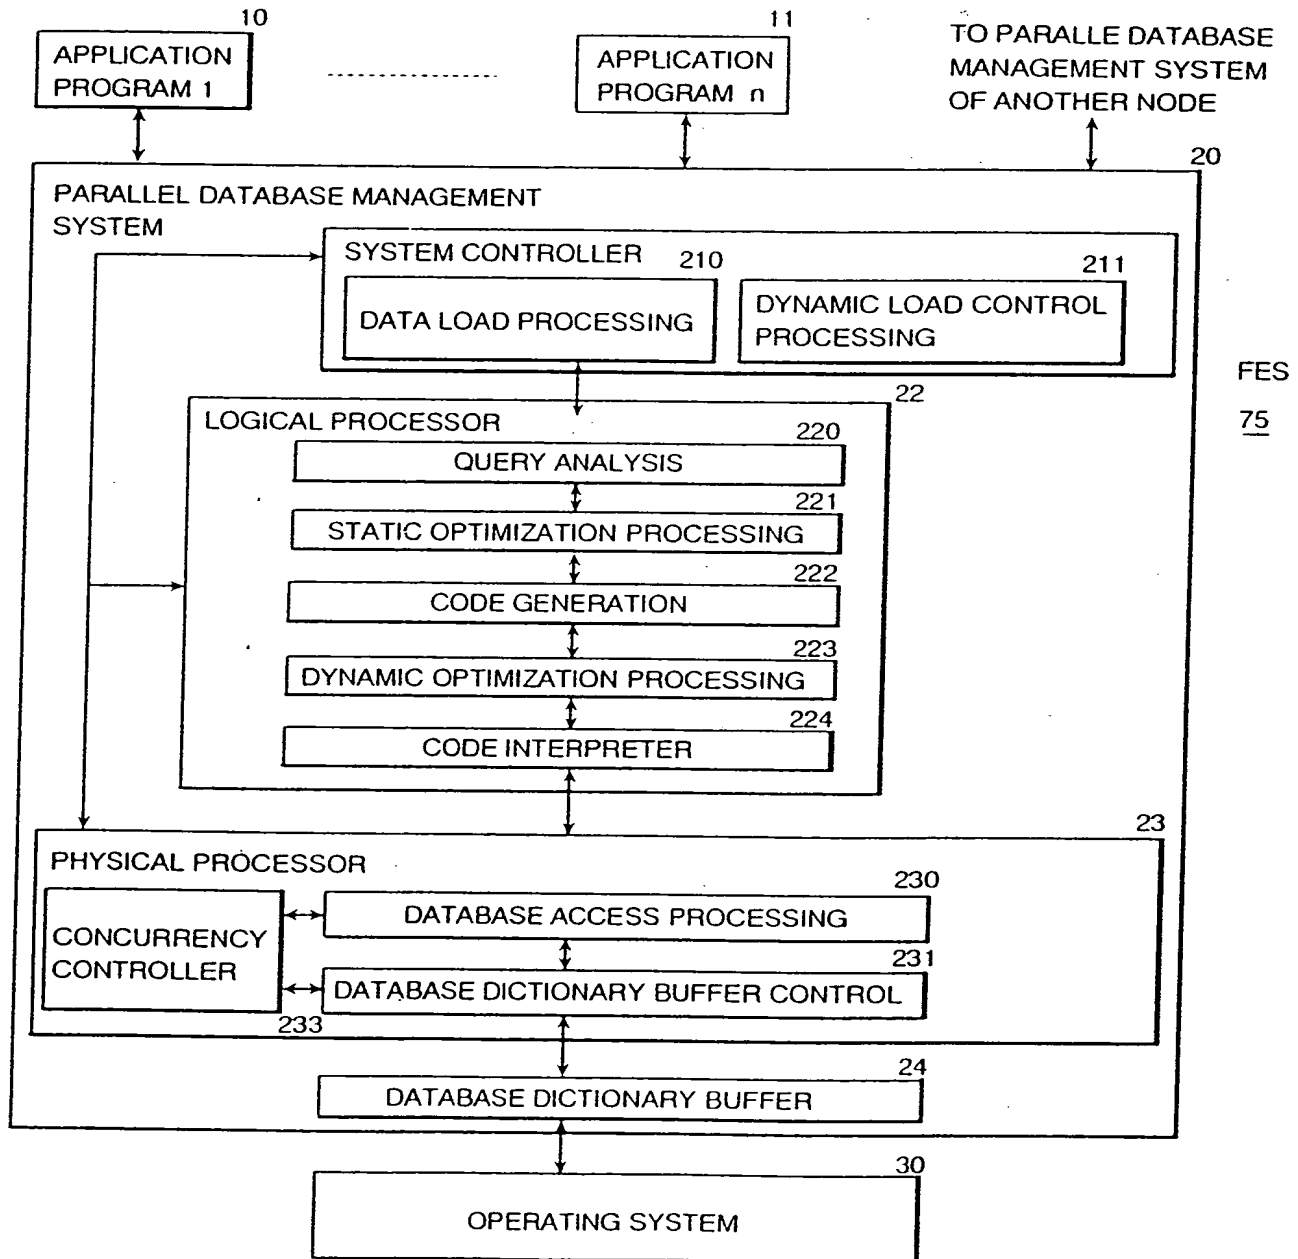 10
APPLICATION
PROGRAM 1
11
APPLICATION
PROGRAM n
TO PARALLE DATABASE
MANAGEMENT SYSTEM
OF ANOTHER NODE
20
PARALLEL DATABASE MANAGEMENT
SYSTEM
SYSTEM CONTROLLER
210
DATA LOAD PROCESSING
211
DYNAMIC LOAD CONTROL
PROCESSING
FES
75
22
LOGICAL PROCESSOR
220
QUERY ANALYSIS
221
STATIC OPTIMIZATION PROCESSING
222
CODE GENERATION
223
DYNAMIC OPTIMIZATION PROCESSING
224
CODE INTERPRETER
23
PHYSICAL PROCESSOR
230
DATABASE ACCESS PROCESSING
CONCURRENCY
CONTROLLER
231
DATABASE DICTIONARY BUFFER CONTROL
233
24
DATABASE DICTIONARY BUFFER
30
OPERATING SYSTEM